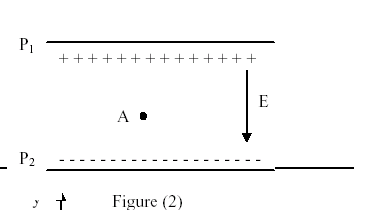 P₁
+ + + + + + + + + + + + + +
E
A
P₂
- - - - - - - - - - - - - - - - - - -
y
Figure (2)